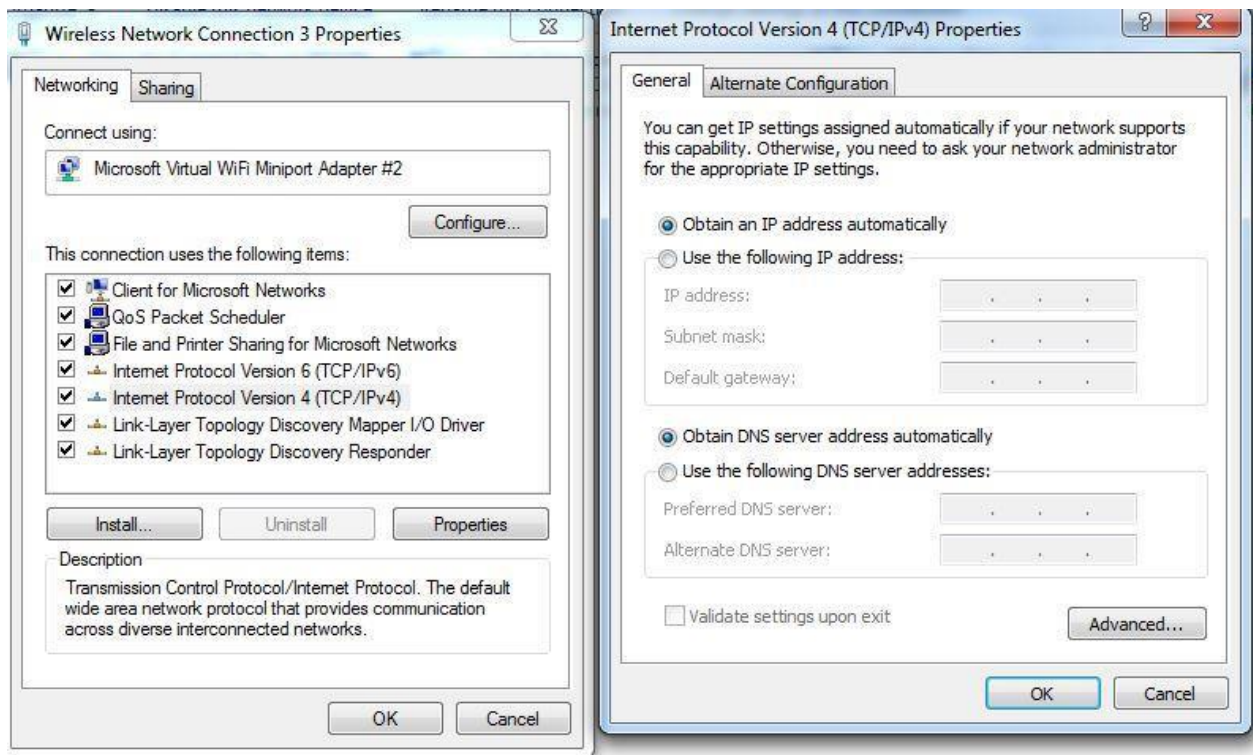 Wireless Network Connection 3 Properties
Networking
Sharing
Connect using:
Microsoft Virtual WiFi Miniport Adapter #2
Configure...
This connection uses the following items:
Client for Microsoft Networks
QoS Packet Scheduler
File and Printer Sharing for Microsoft Networks
Internet Protocol Version 6 (TCP/IPv6)
Internet Protocol Version 4 (TCP/IPv4)
Link-Layer Topology Discovery Mapper I/O Driver
Link-Layer Topology Discovery Responder
Install...
Uninstall
Properties
Description
Transmission Control Protocol/Internet Protocol. The default
wide area network protocol that provides communication
across diverse interconnected networks.
OK
Cancel
Internet Protocol Version 4 (TCP/IPv4) Properties
General
Alternate Configuration
You can get IP settings assigned automatically if your network supports
this capability. Otherwise, you need to ask your network administrator
for the appropriate IP settings.
Obtain an IP address automatically
Use the following IP address:
IP address:
Subnet mask:
Default gateway:
Obtain DNS server address automatically
Use the following DNS server addresses:
Preferred DNS server:
Alternate DNS server:
Validate settings upon exit
Advanced...
OK
Cancel